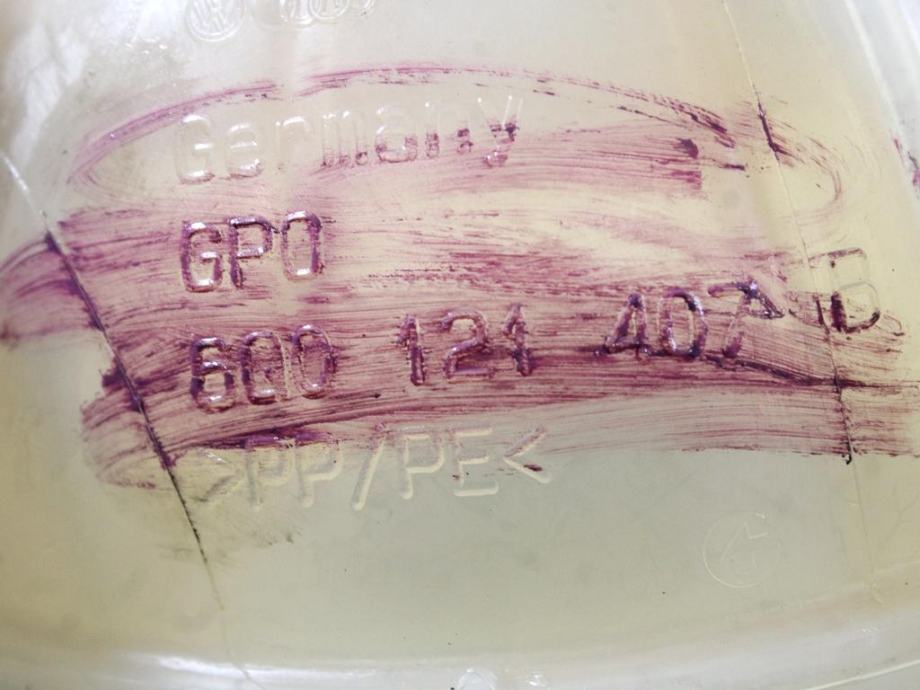 Germany
GPO
6Q0 121 407 B
>PP/PE<